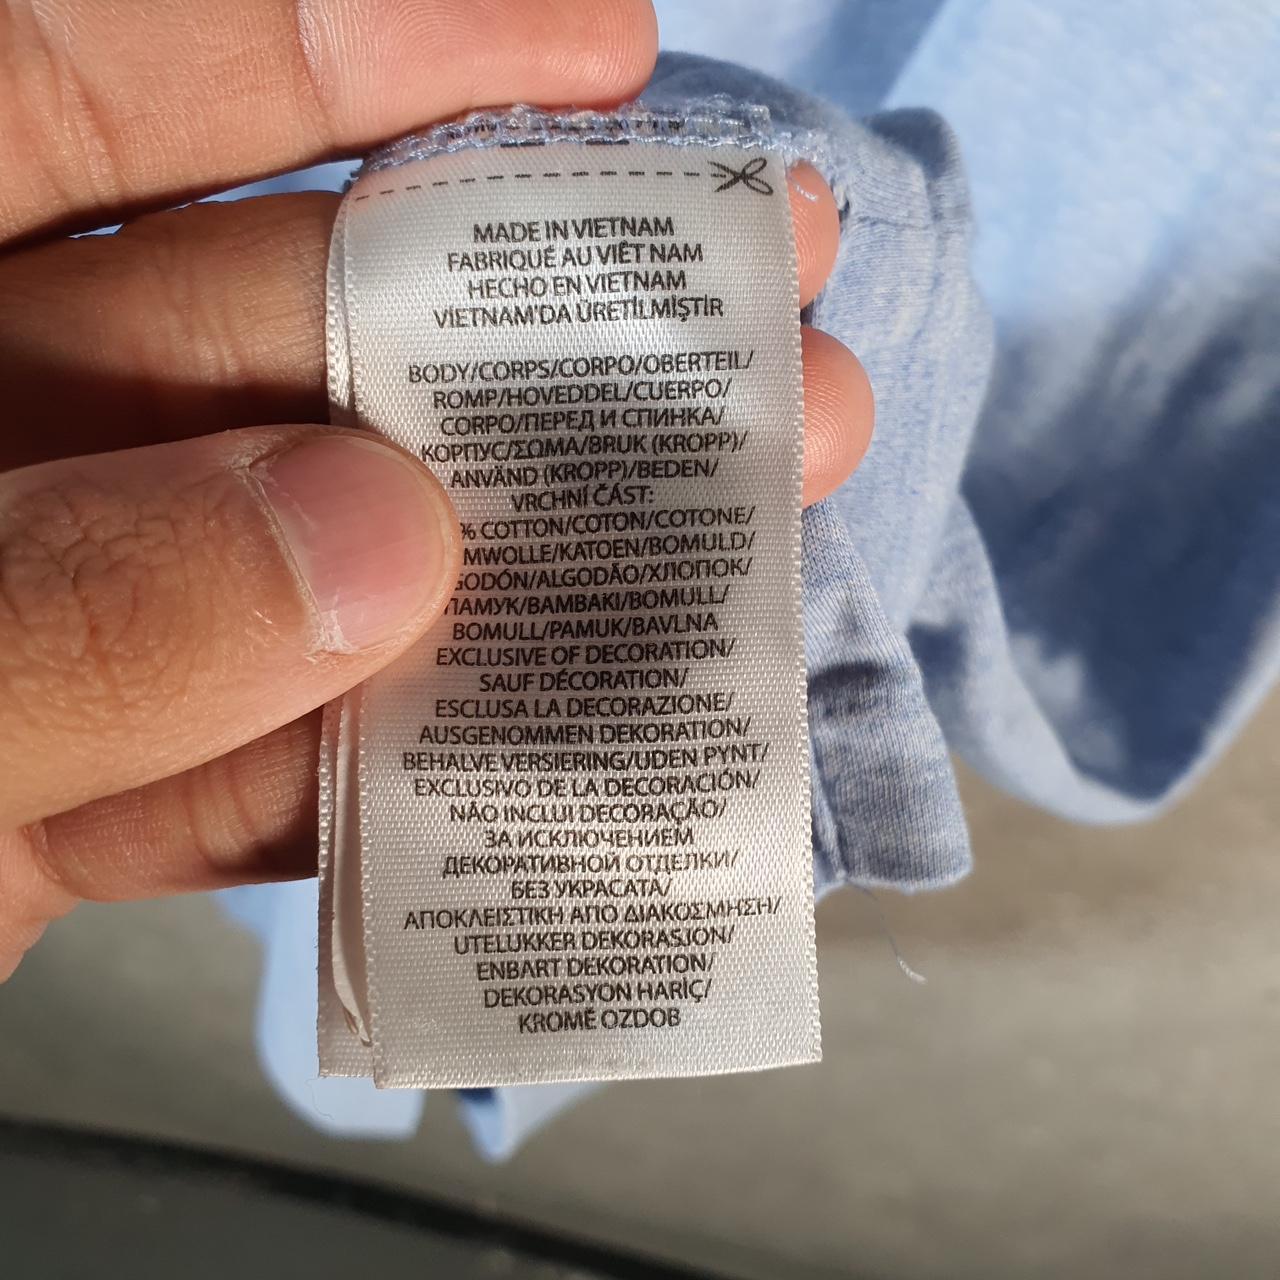 MADE IN VIETNAM
FABRIQUÉ AU VIÊT NAM
HECHO EN VIETNAM
VIETNAM'DA ÜRETİLMİŞTİR
BODY/CORPS/CORPO/OBERTEIL/
ROMP/HOVEDDEL/CUERPO/
CORPO/ПЕРЕД И СПИНКА/
КОРПУС/ΣΩΜΑ/BRUK (KROPP)/
ANVÄND (KROPP)/BEDEN/
VRCHNÍ ČÁST:
% COTTON/COTON/COTONE/
MWOLLE/KATOEN/BOMULD/
GODÓN/ALGODÃO/ХЛОПОК/
ПАМУК/ΒΑΜΒΑΚΙ/BOMULL/
BOMULL/PAMUK/BAVLNA
EXCLUSIVE OF DECORATION/
SAUF DÉCORATION/
ESCLUSA LA DECORAZIONE/
AUSGENOMMEN DEKORATION/
BEHALVE VERSIERING/UDEN PYNT/
EXCLUSIVO DE LA DECORACIÓN/
NÃO INCLUI DECORAÇÃO/
ЗА ИСКЛЮЧЕНИЕМ
ДЕКОРАТИВНОЙ ОТДЕЛКИ/
БЕЗ УКРАСАТА/
ΑΠΟΚΛΕΙΣΤΙΚΗ ΑΠΟ ΔΙΑΚΟΣΜΗΣΗ/
UTELUKKER DEKORASJON/
ENBART DEKORATION/
DEKORASYON HARİÇ/
KROMĚ OZDOB